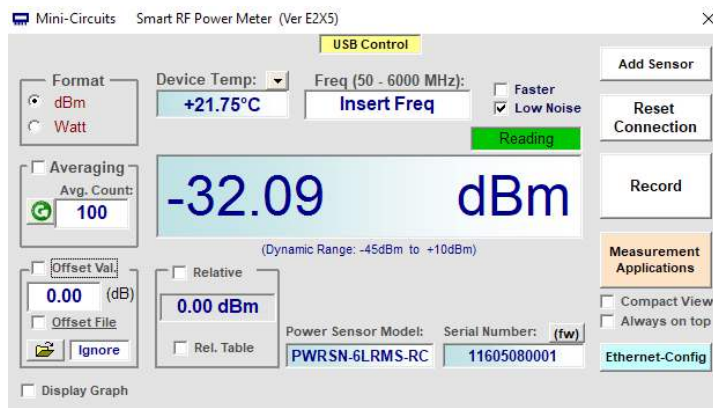 Mini-Circuits Smart RF Power Meter (Ver E2X5)
USB Control
Format
dBm
Watt
Device Temp:
+21.75°C
Freq (50 - 6000 MHz):
Insert Freq
Faster
Low Noise
Reading
Add Sensor
Reset
Connection
Record
Averaging
Avg. Count:
100
-32.09 dBm
(Dynamic Range: -45dBm to +10dBm)
Measurement
Applications
Offset Val.
0.00 (dB)
Offset File
Ignore
Relative
0.00 dBm
Rel. Table
Power Sensor Model:
PWRSN-6LRMS-RC
Serial Number: (fw)
11605080001
Compact View
Always on top
Ethernet-Config
Display Graph